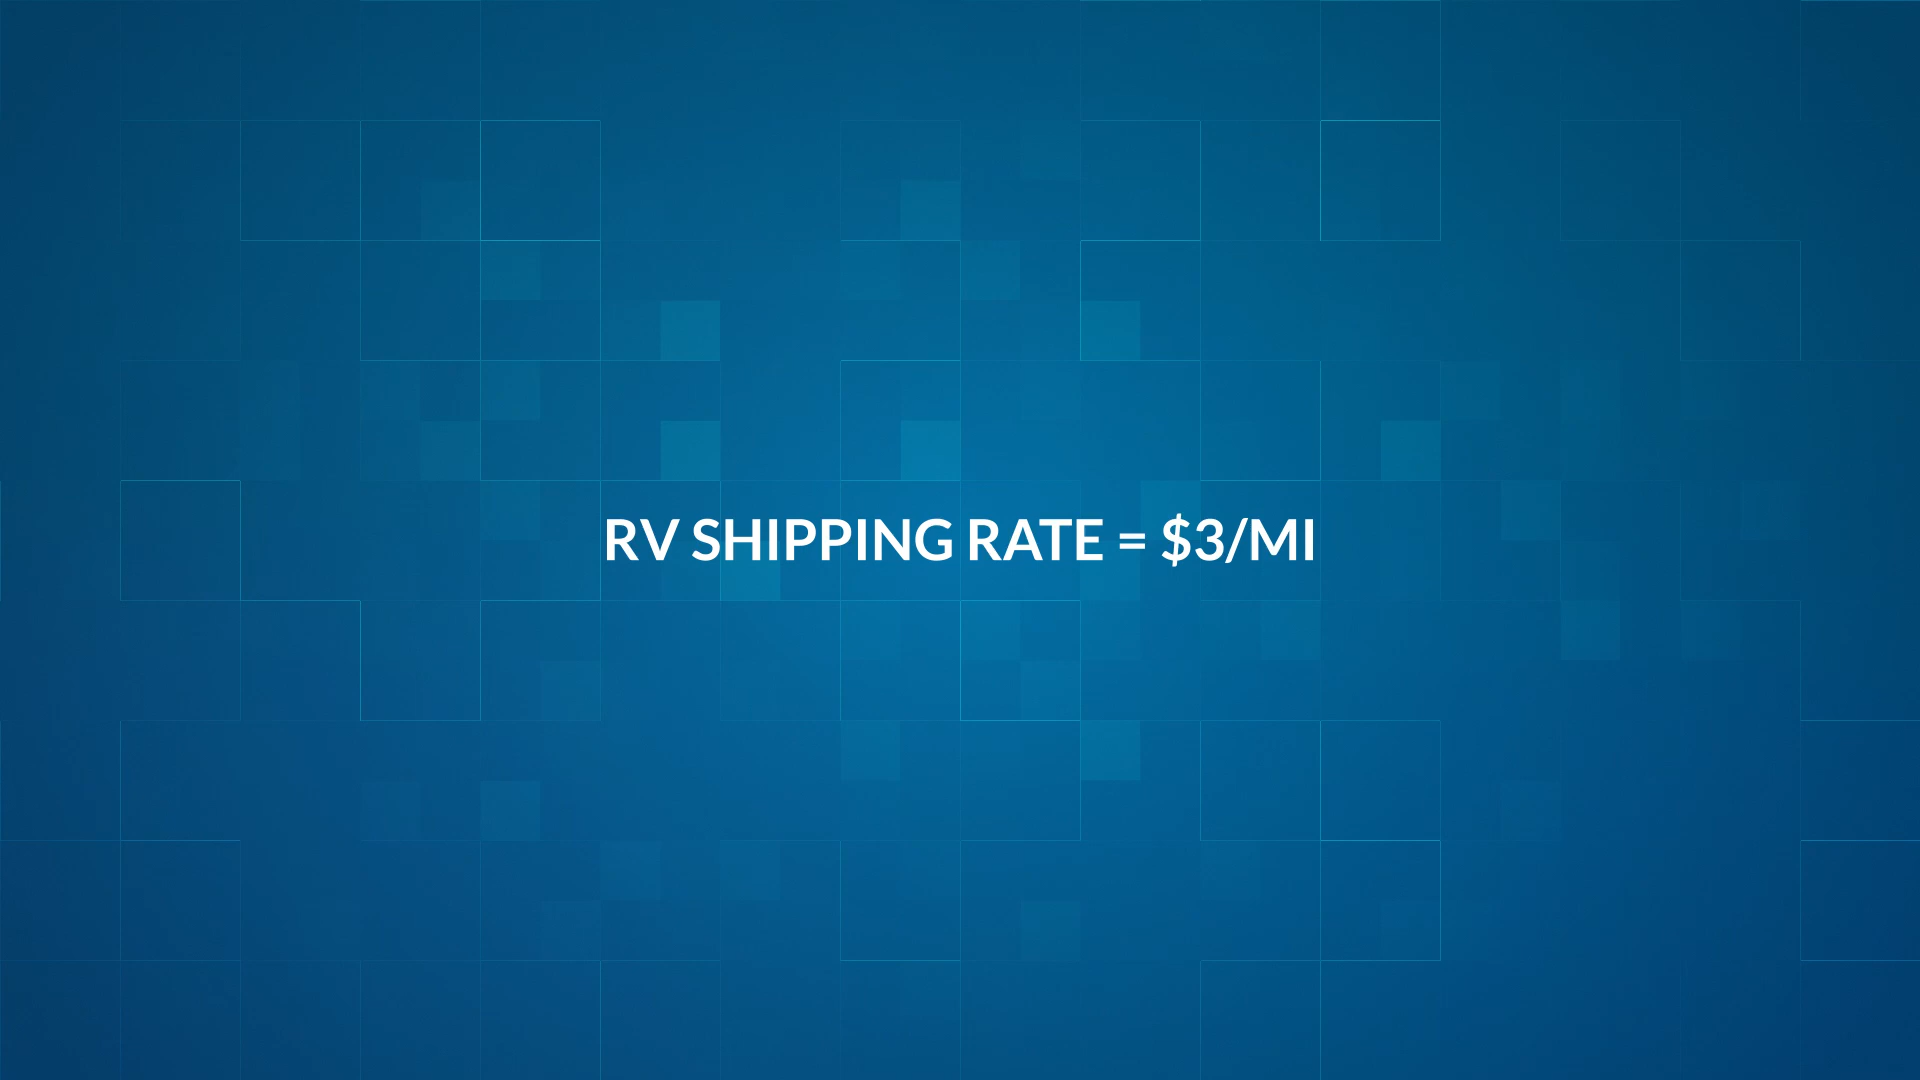 RV SHIPPING RATE = $3/MI